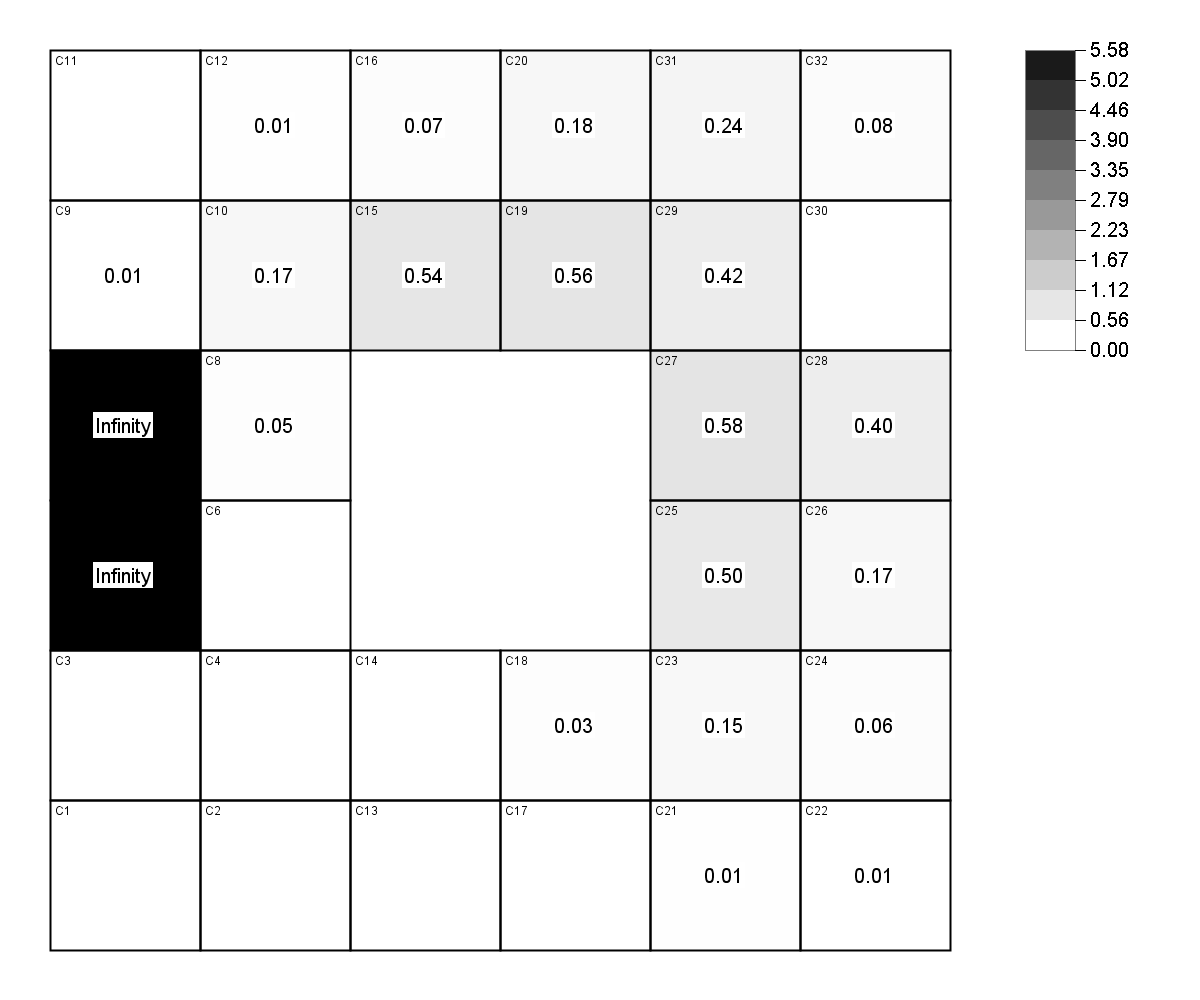 C11 C12 C16 C20 C31 C32
0.01 0.07 0.18 0.24 0.08
C9 C10 C15 C19 C29 C30
0.01 0.17 0.54 0.56 0.42
C8 C27 C28
Infinity 0.05 0.58 0.40
C6 C25 C26
Infinity 0.50 0.17
C3 C4 C14 C18 C23 C24
0.03 0.15 0.06
C1 C2 C13 C17 C21 C22
0.01 0.01
5.58
5.02
4.46
3.90
3.35
2.79
2.23
1.67
1.12
0.56
0.00